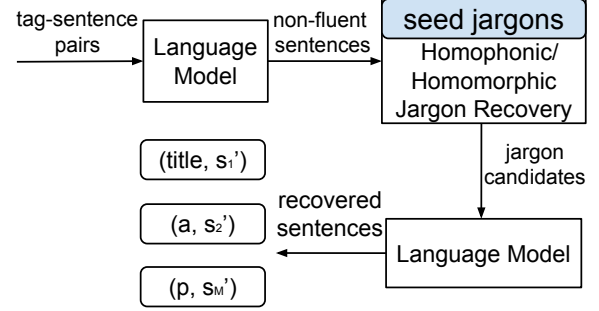 tag-sentence
pairs
Language
Model
non-fluent
sentences
seed jargons
Homophonic/
Homomorphic
Jargon Recovery
jargon
candidates
Language Model
recovered
sentences
(title, s₁’)
(a, s₂’)
(p, sₘ’)